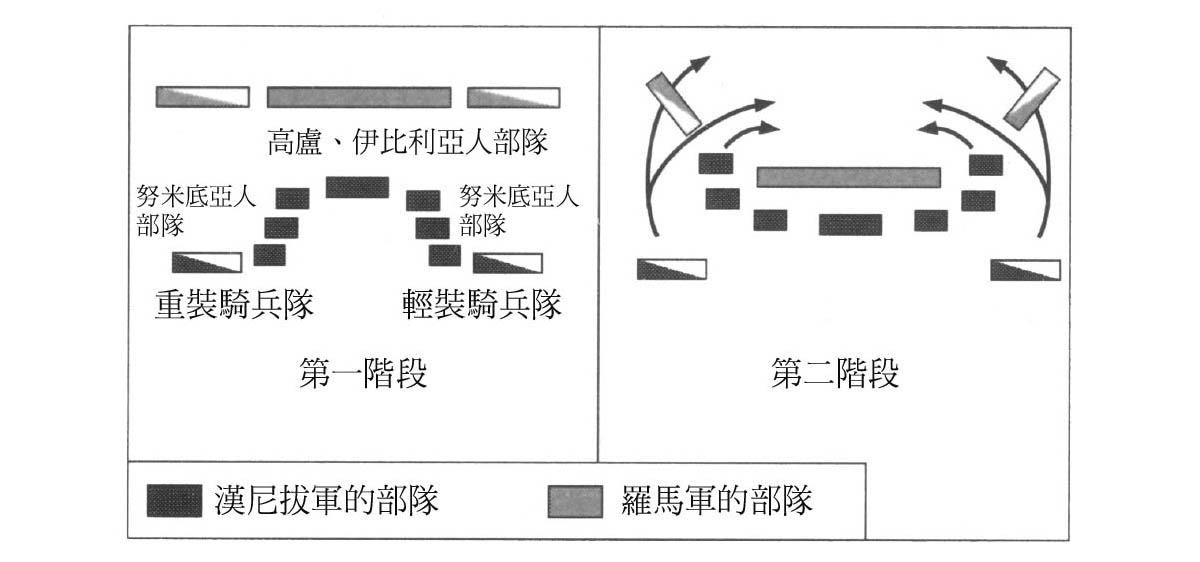 高盧、伊比利亞人部隊
努米底亞人
部隊
努米底亞人
部隊
重裝騎兵隊
輕裝騎兵隊
第一階段
第二階段
漢尼拔軍的部隊
羅馬軍的部隊